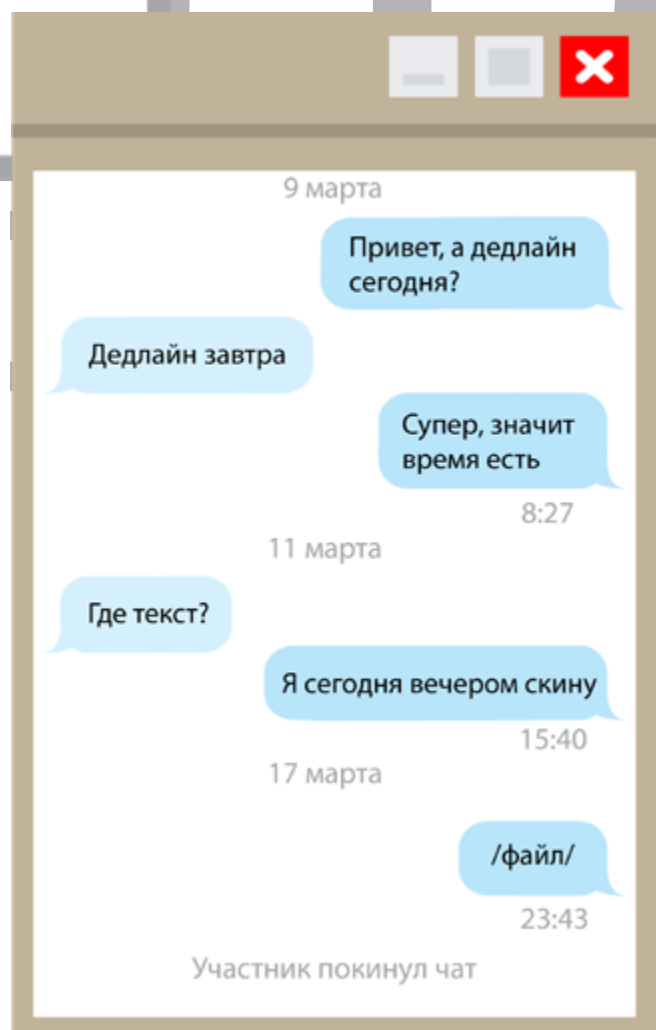 9 марта
Привет, а дедлайн
сегодня?
Дедлайн завтра
Супер, значит
время есть
8:27
11 марта
Где текст?
Я сегодня вечером скину
15:40
17 марта
/файл/
23:43
Участник покинул чат